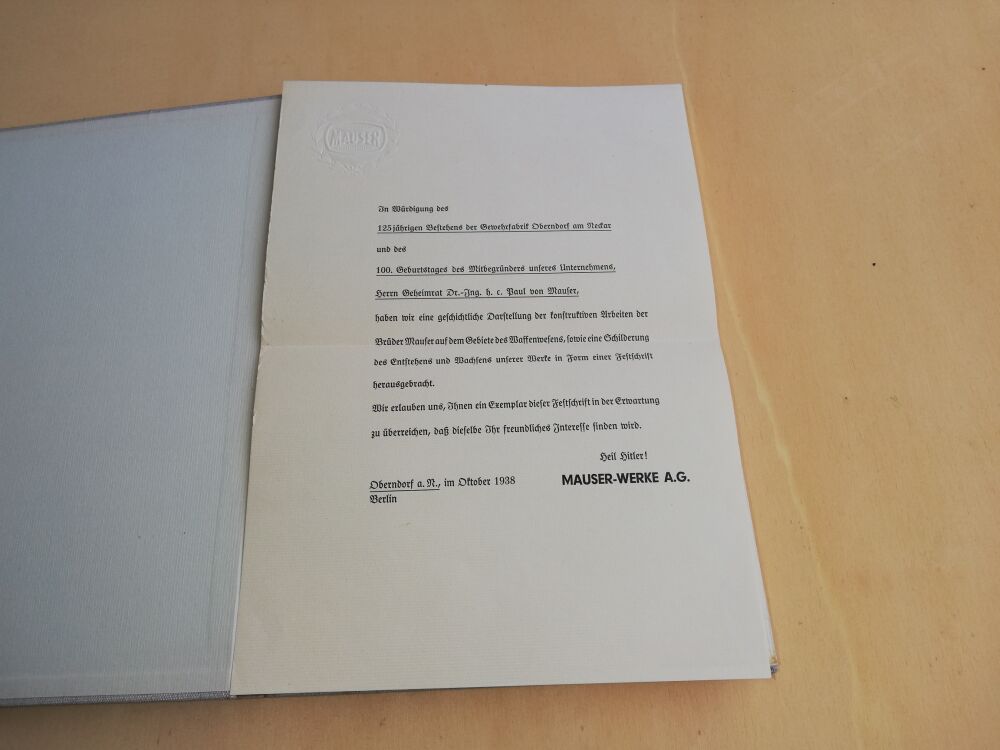 MAUSER
In Würdigung des
125jährigen Bestehens der Gewehrfabrik Oberndorf am Neckar
und des
100. Geburtstages des Mitbegründers unseres Unternehmens,
Herrn Geheimrat Dr.-Ing. h. c. Paul von Mauser,
haben wir eine geschichtliche Darstellung der konstruktiven Arbeiten der
Brüder Mauser auf dem Gebiete des Waffenwesens, sowie eine Schilderung
des Entstehens und Wachsens unserer Werke in Form einer Festschrift
herausgebracht.
Wir erlauben uns, Ihnen ein Exemplar dieser Festschrift in der Erwartung
zu überreichen, daß dieselbe Ihr freundliches Interesse finden wird.
Heil Hitler!
Oberndorf a. N., im Oktober 1938 MAUSER-WERKE A.G.
Berlin